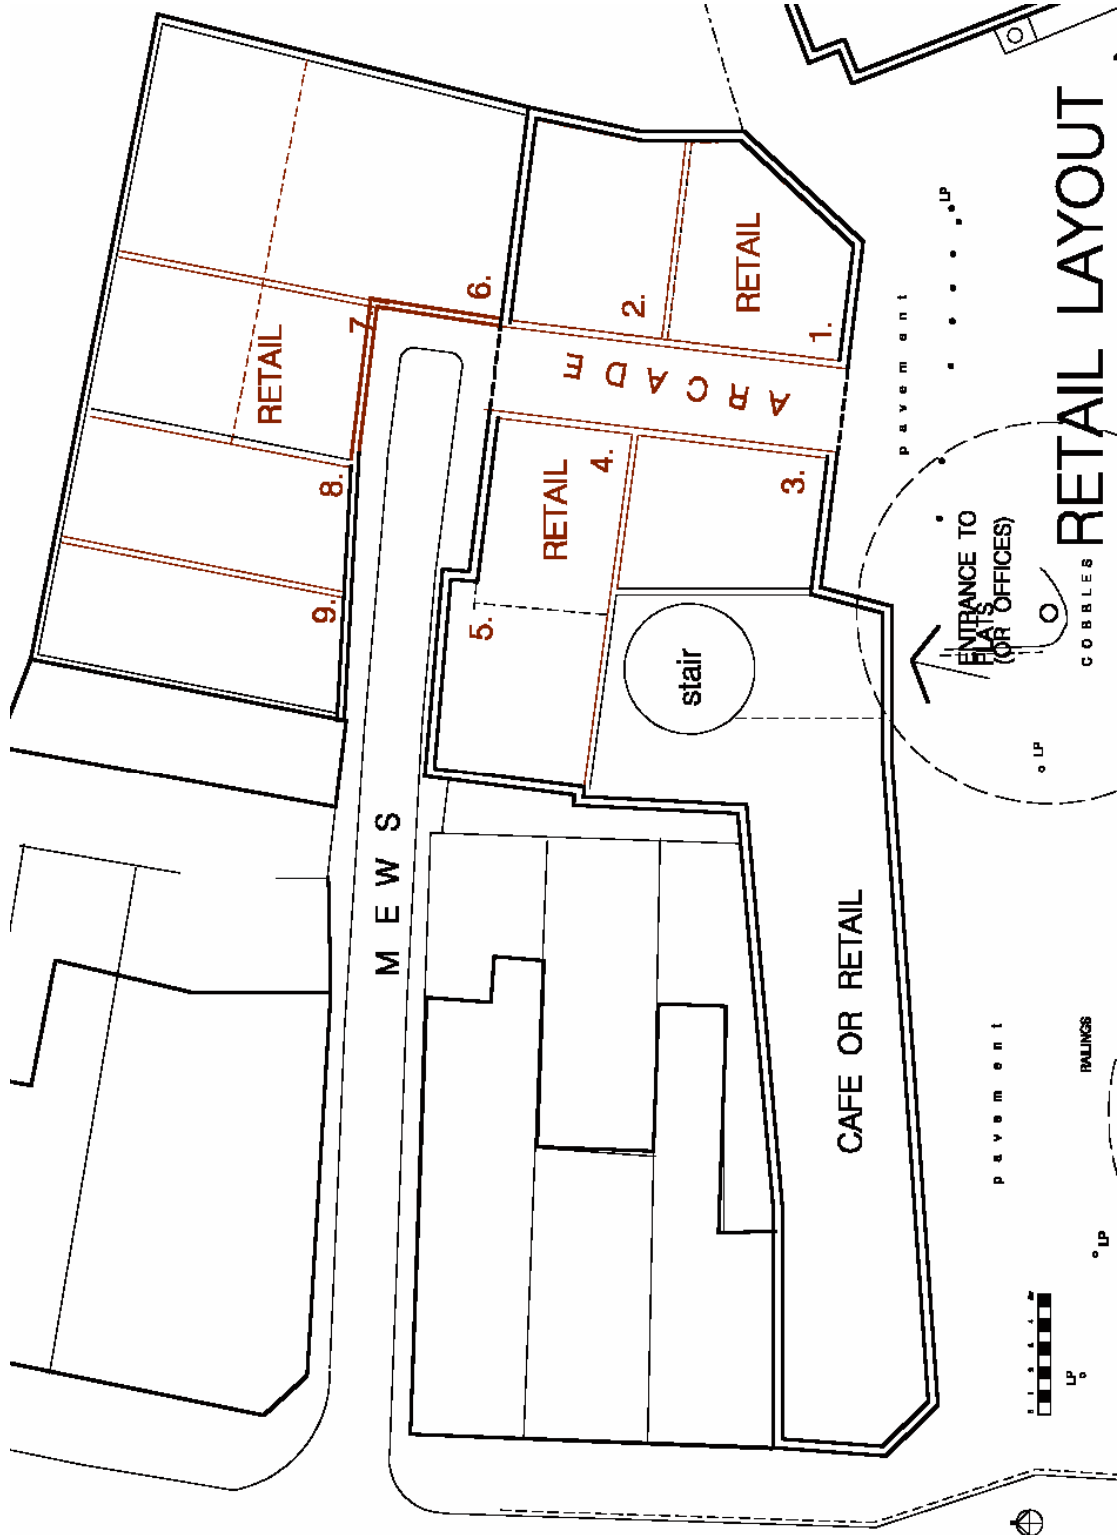 RETAIL LAYOUT
RETAIL
6.
7.
8.
9.
2.
RETAIL
1.
ARCADE
RETAIL
4.
3.
5.
stair
MEWS
CAFE OR RETAIL
ENTRANCE TO
FLATS
(OR OFFICES)
COBBLES
pavement
pavement
RAILINGS
LP
LP
LP
LP